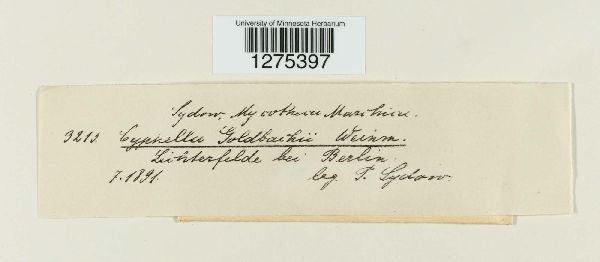 University of Minnesota Herbarium
1275397
Sydow, Mycotheca Marchica.
3213. Cyphella Goldbachii Weinm.
Lichterfelde bei Berlin.
7.1891. leg. P. Sydow.